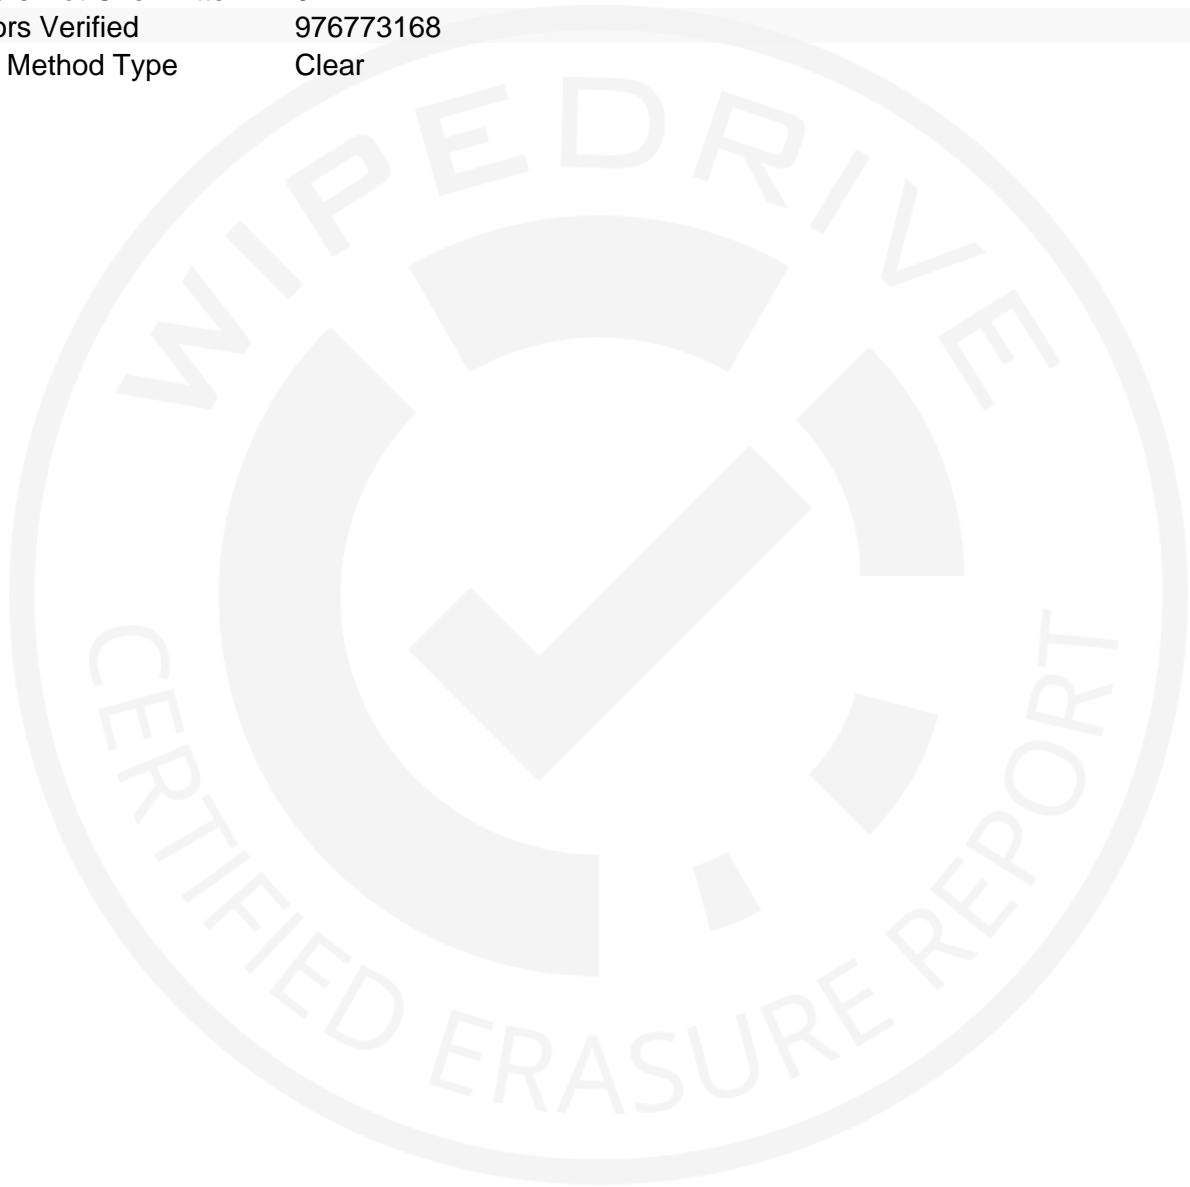 ors Verified 976773168
Method Type Clear
WIPEDRIVE
CERTIFIED ERASURE REPORT